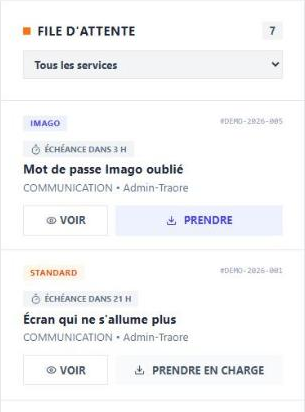 FILE D'ATTENTE 7
Tous les services
IMAGO #DEMO-2026-005
ÉCHÉANCE DANS 3 H
Mot de passe Imago oublié
COMMUNICATION • Admin-Traore
VOIR PRENDRE
STANDARD #DEMO-2026-001
ÉCHÉANCE DANS 21 H
Écran qui ne s'allume plus
COMMUNICATION • Admin-Traore
VOIR PRENDRE EN CHARGE